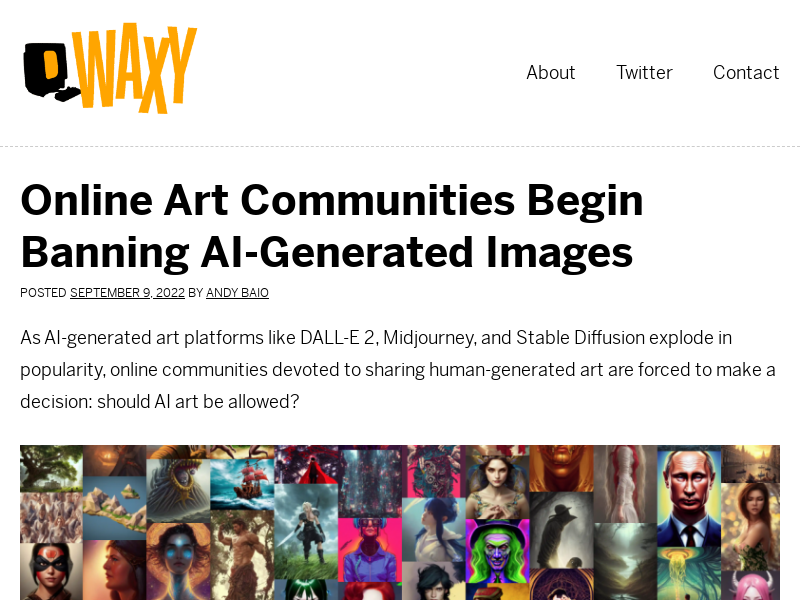 WAXY
About Twitter Contact
Online Art Communities Begin
Banning AI-Generated Images
POSTED SEPTEMBER 9, 2022 BY ANDY BAIO
As AI-generated art platforms like DALL-E 2, Midjourney, and Stable Diffusion explode in
popularity, online communities devoted to sharing human-generated art are forced to make a
decision: should AI art be allowed?